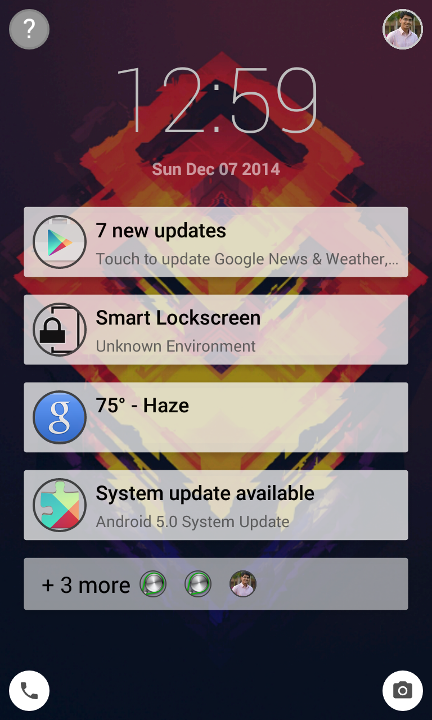 ?
12:59
Sun Dec 07 2014
7 new updates
Touch to update Google News & Weather,...
Smart Lockscreen
Unknown Environment
g
75° - Haze
System update available
Android 5.0 System Update
+ 3 more